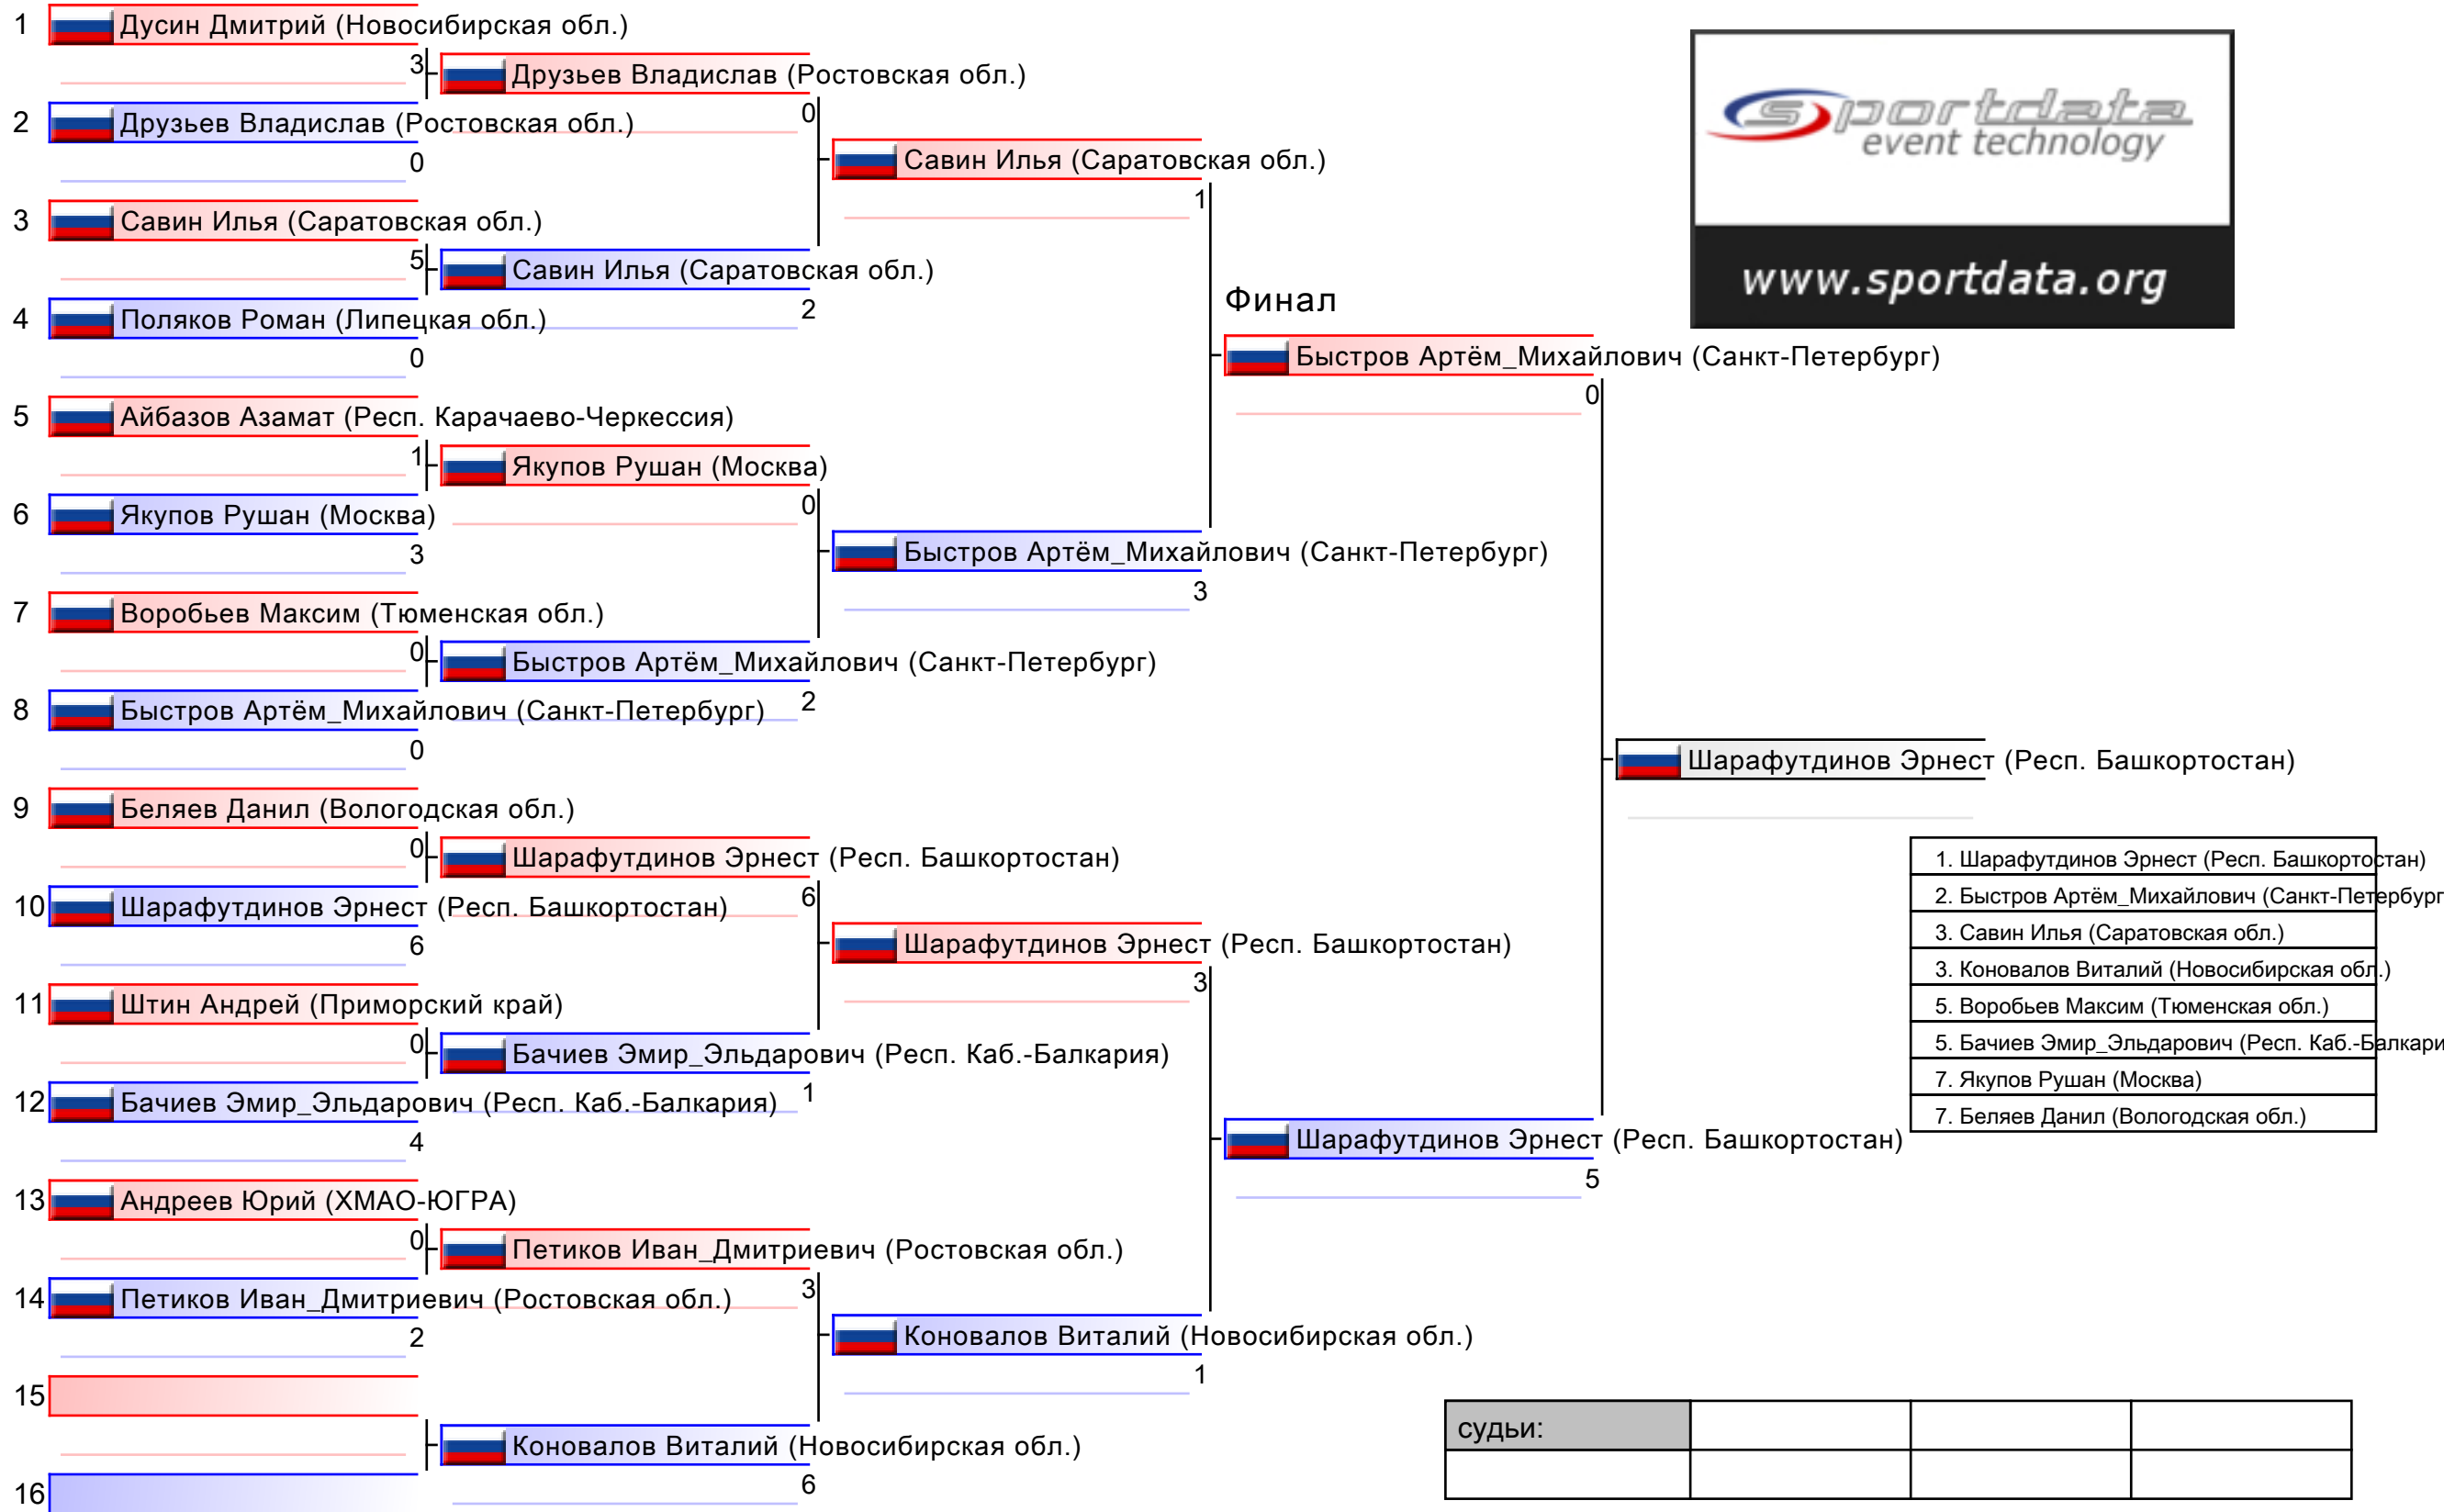 1 Дусин Дмитрий (Новосибирская обл.)
3
2 Друзьев Владислав (Ростовская обл.)
0
3 Савин Илья (Саратовская обл.)
5
4 Поляков Роман (Липецкая обл.)
0
5 Айбазов Азамат (Респ. Карачаево-Черкессия)
1
6 Якупов Рушан (Москва)
3
7 Воробьев Максим (Тюменская обл.)
0
8 Быстров Артём_Михайлович (Санкт-Петербург)
0
9 Беляев Данил (Вологодская обл.)
0
10 Шарафутдинов Эрнест (Респ. Башкортостан)
6
11 Штин Андрей (Приморский край)
0
12 Бачиев Эмир_Эльдарович (Респ. Каб.-Балкария)
4
13 Андреев Юрий (ХМАО-ЮГРА)
0
14 Петиков Иван_Дмитриевич (Ростовская обл.)
2
15
16
Друзьев Владислав (Ростовская обл.)
0
Савин Илья (Саратовская обл.)
2
Якупов Рушан (Москва)
0
Быстров Артём_Михайлович (Санкт-Петербург)
2
Шарафутдинов Эрнест (Респ. Башкортостан)
6
Бачиев Эмир_Эльдарович (Респ. Каб.-Балкария)
1
Петиков Иван_Дмитриевич (Ростовская обл.)
3
Коновалов Виталий (Новосибирская обл.)
6
Савин Илья (Саратовская обл.)
1
Быстров Артём_Михайлович (Санкт-Петербург)
3
Шарафутдинов Эрнест (Респ. Башкортостан)
3
Коновалов Виталий (Новосибирская обл.)
1
Финал
Быстров Артём_Михайлович (Санкт-Петербург)
0
Шарафутдинов Эрнест (Респ. Башкортостан)
5
Шарафутдинов Эрнест (Респ. Башкортостан)
sportdata
event technology
www.sportdata.org
1. Шарафутдинов Эрнест (Респ. Башкортостан)
2. Быстров Артём_Михайлович (Санкт-Петербург
3. Савин Илья (Саратовская обл.)
3. Коновалов Виталий (Новосибирская обл.)
5. Воробьев Максим (Тюменская обл.)
5. Бачиев Эмир_Эльдарович (Респ. Каб.-Балкари
7. Якупов Рушан (Москва)
7. Беляев Данил (Вологодская обл.)
судьи: